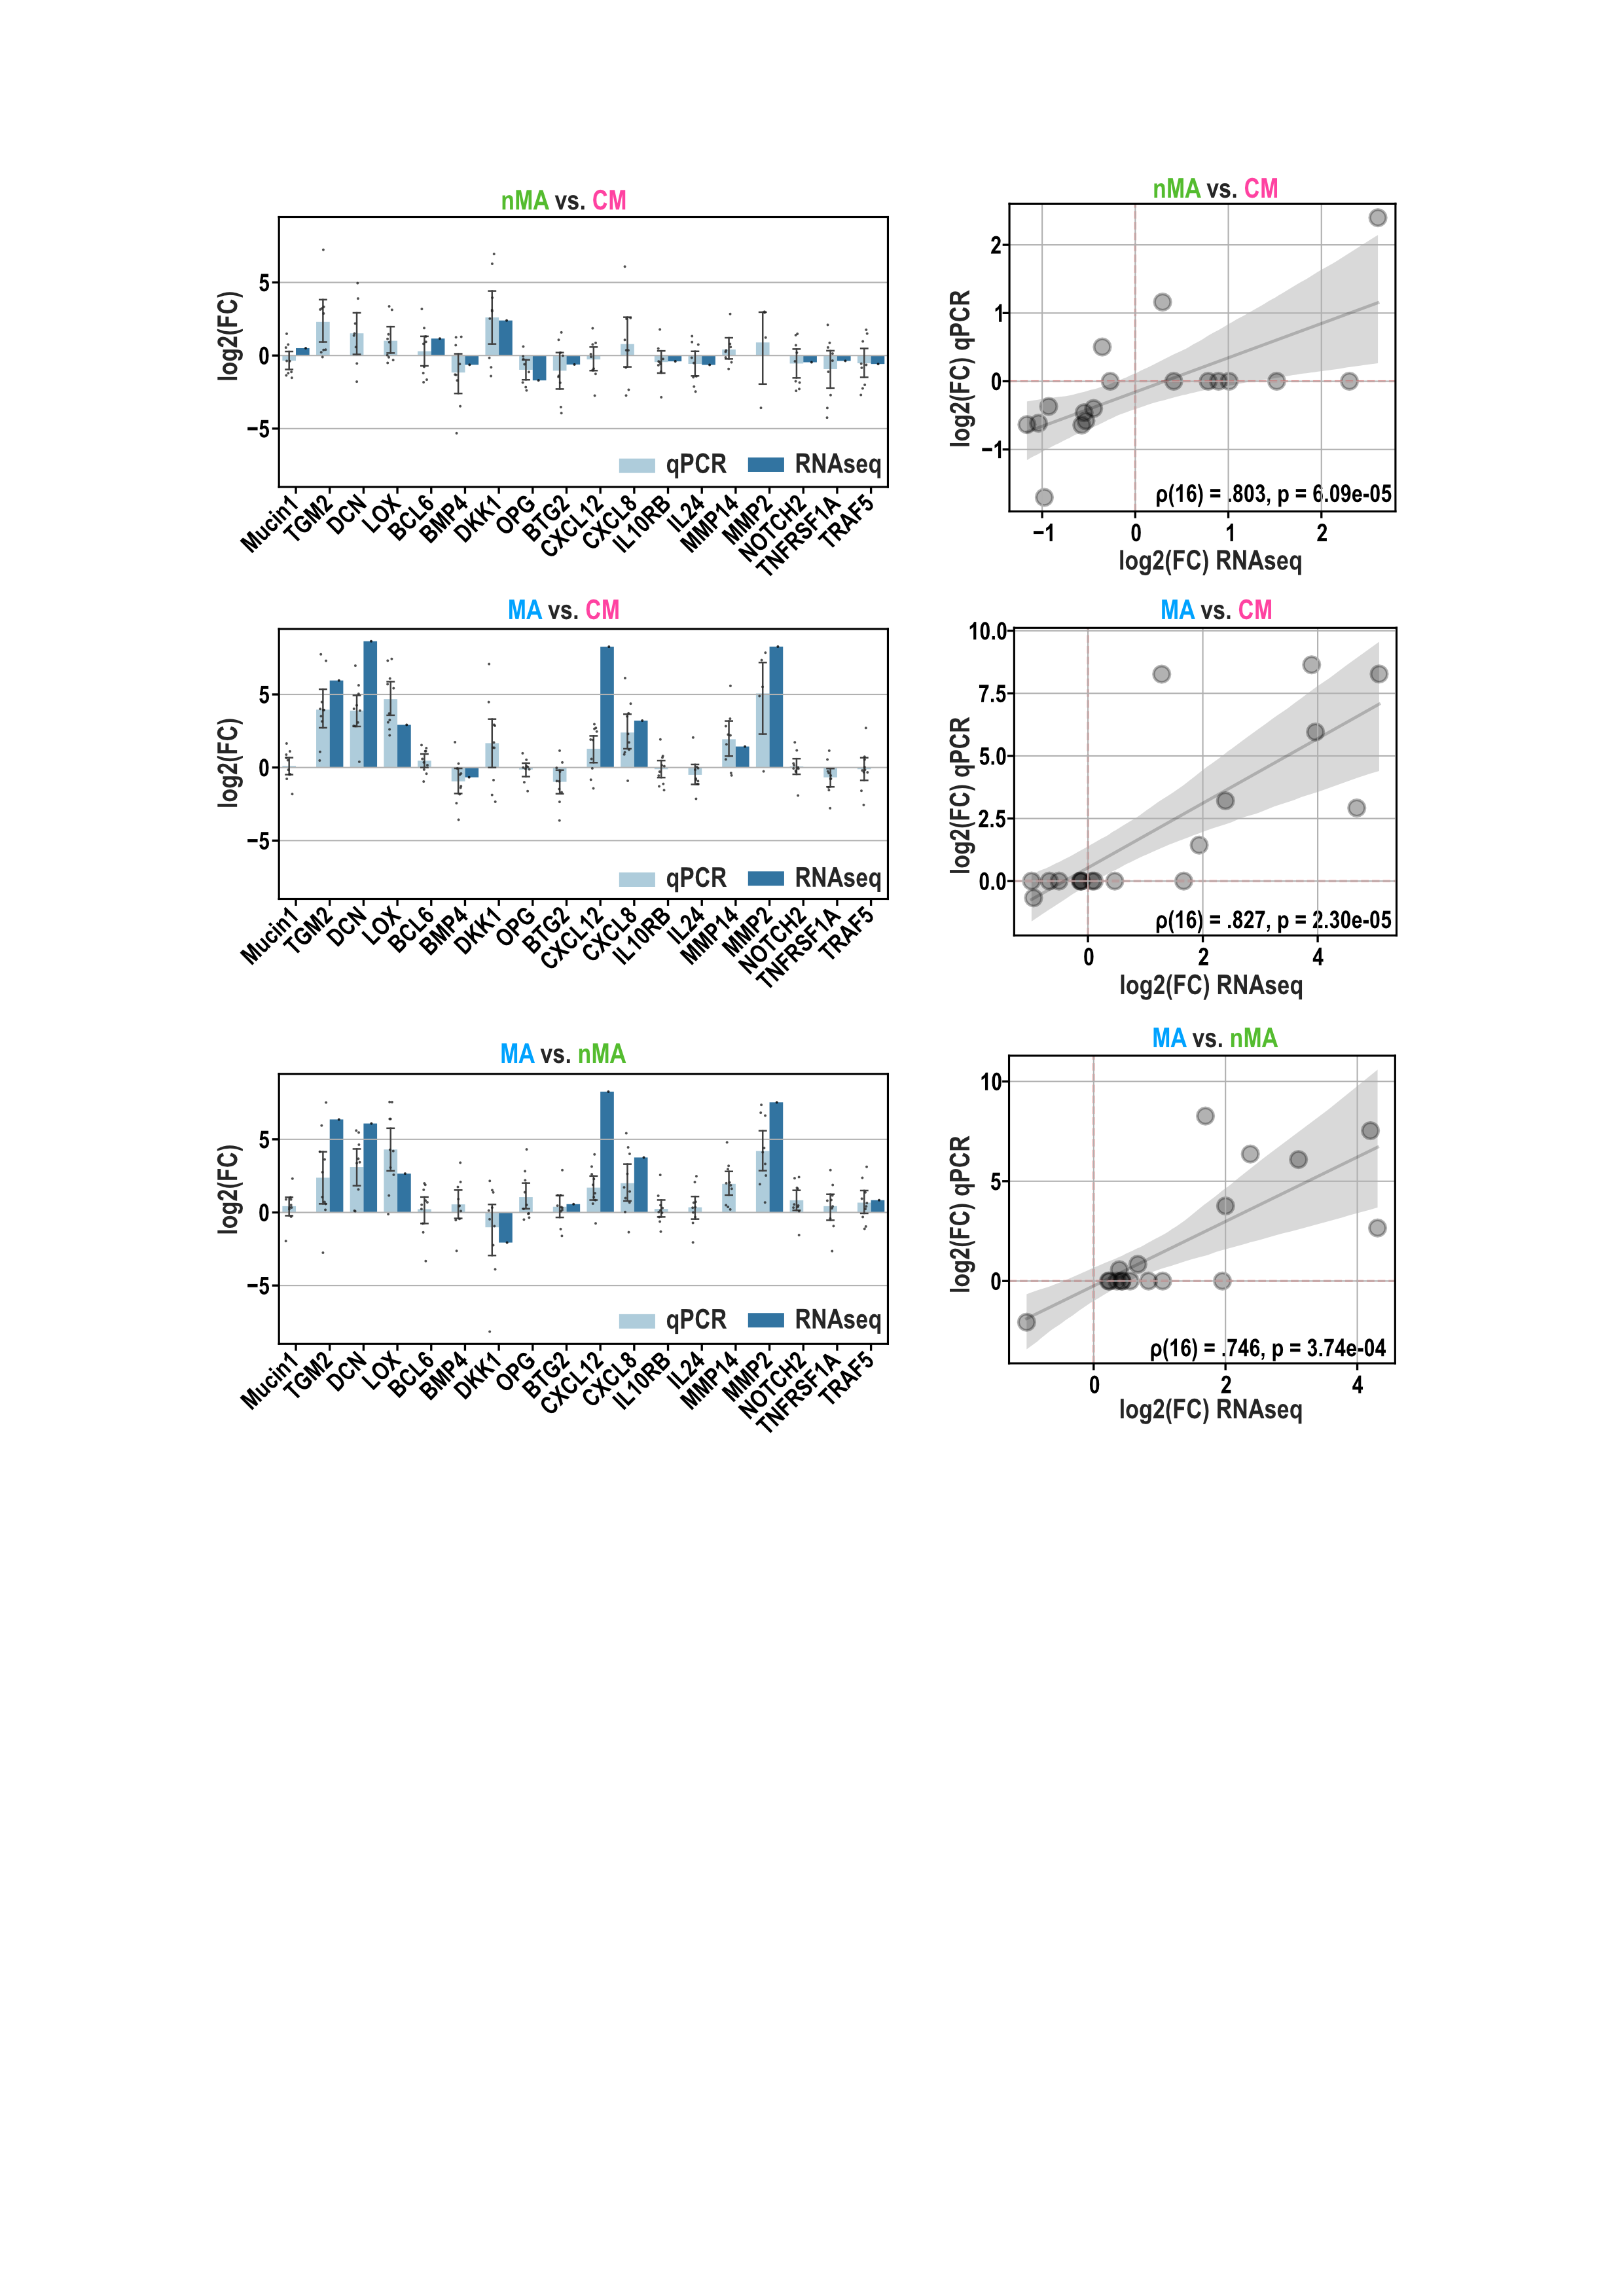 nMA vs. CM
log2(FC)
5
0
−5
qPCR RNAseq
Mucin1 TGM2 DCN LOX BCL6 BMP4 DKK1 OPG BTG2 CXCL12 CXCL8 IL10RB IL24 MMP14 MMP2 NOTCH2 TNFRSF1A TRAF5
nMA vs. CM
log2(FC) qPCR
2
1
0
−1
ρ(16) = .803, p = 6.09e-05
−1 0 1 2
log2(FC) RNAseq
MA vs. CM
log2(FC)
5
0
−5
qPCR RNAseq
Mucin1 TGM2 DCN LOX BCL6 BMP4 DKK1 OPG BTG2 CXCL12 CXCL8 IL10RB IL24 MMP14 MMP2 NOTCH2 TNFRSF1A TRAF5
MA vs. CM
log2(FC) qPCR
10.0
7.5
5.0
2.5
0.0
ρ(16) = .827, p = 2.30e-05
0 2 4
log2(FC) RNAseq
MA vs. nMA
log2(FC)
5
0
−5
qPCR RNAseq
Mucin1 TGM2 DCN LOX BCL6 BMP4 DKK1 OPG BTG2 CXCL12 CXCL8 IL10RB IL24 MMP14 MMP2 NOTCH2 TNFRSF1A TRAF5
MA vs. nMA
log2(FC) qPCR
10
5
0
ρ(16) = .746, p = 3.74e-04
0 2 4
log2(FC) RNAseq